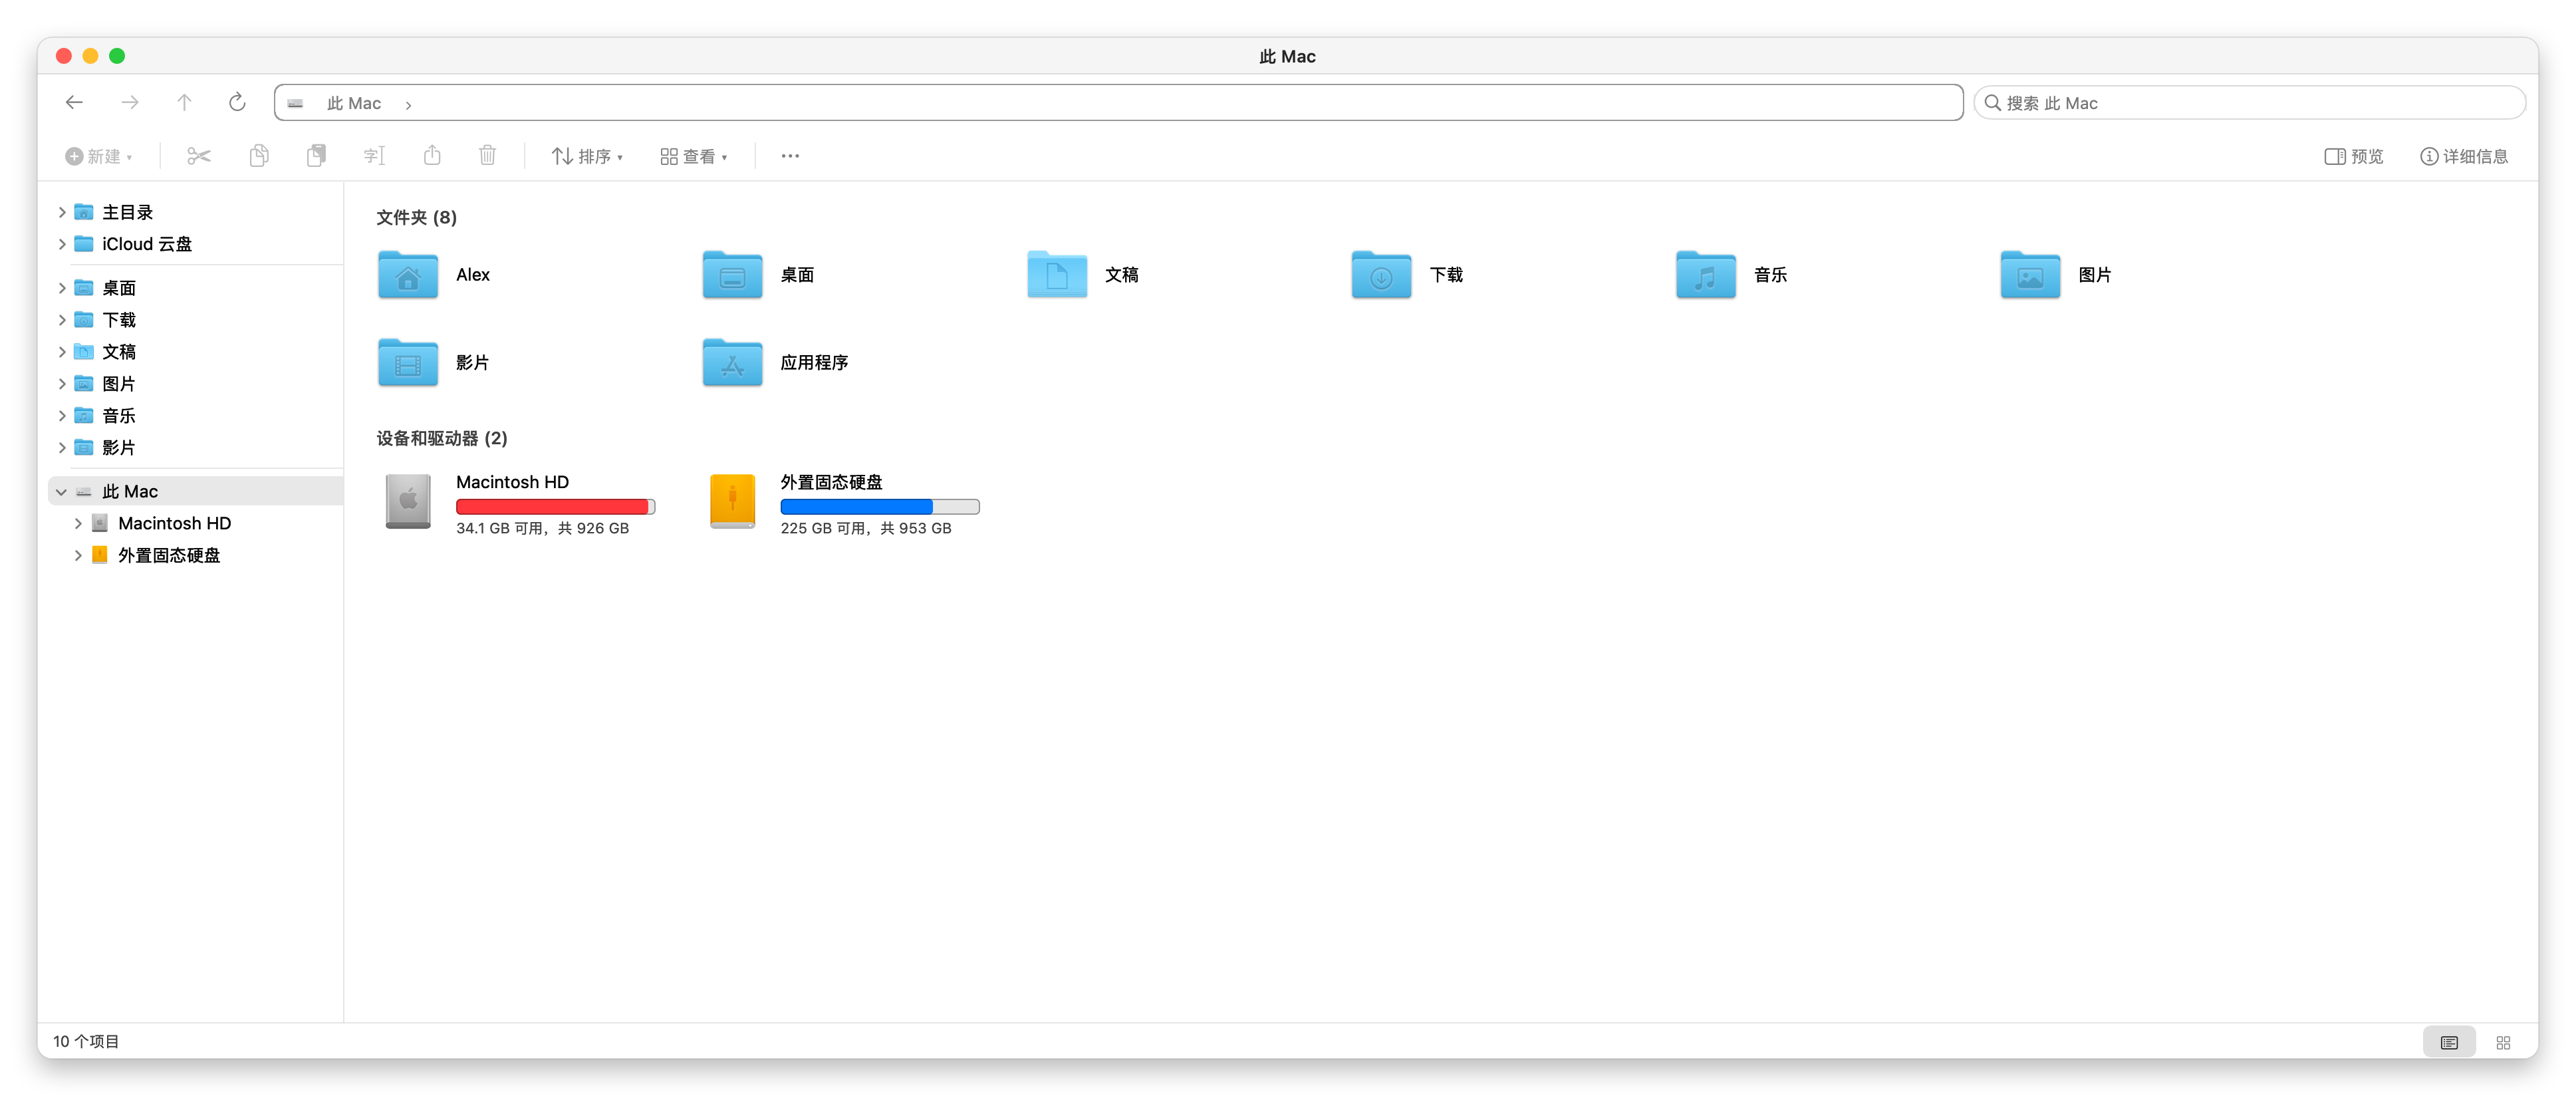 此 Mac
此 Mac
搜索 此 Mac
新建
字
排序
查看
预览
详细信息
主目录
iCloud 云盘
桌面
下载
文稿
图片
音乐
影片
此 Mac
Macintosh HD
外置固态硬盘
文件夹 (8)
Alex
桌面
文稿
下载
音乐
图片
影片
应用程序
设备和驱动器 (2)
Macintosh HD
34.1 GB 可用，共 926 GB
外置固态硬盘
225 GB 可用，共 953 GB
10 个项目